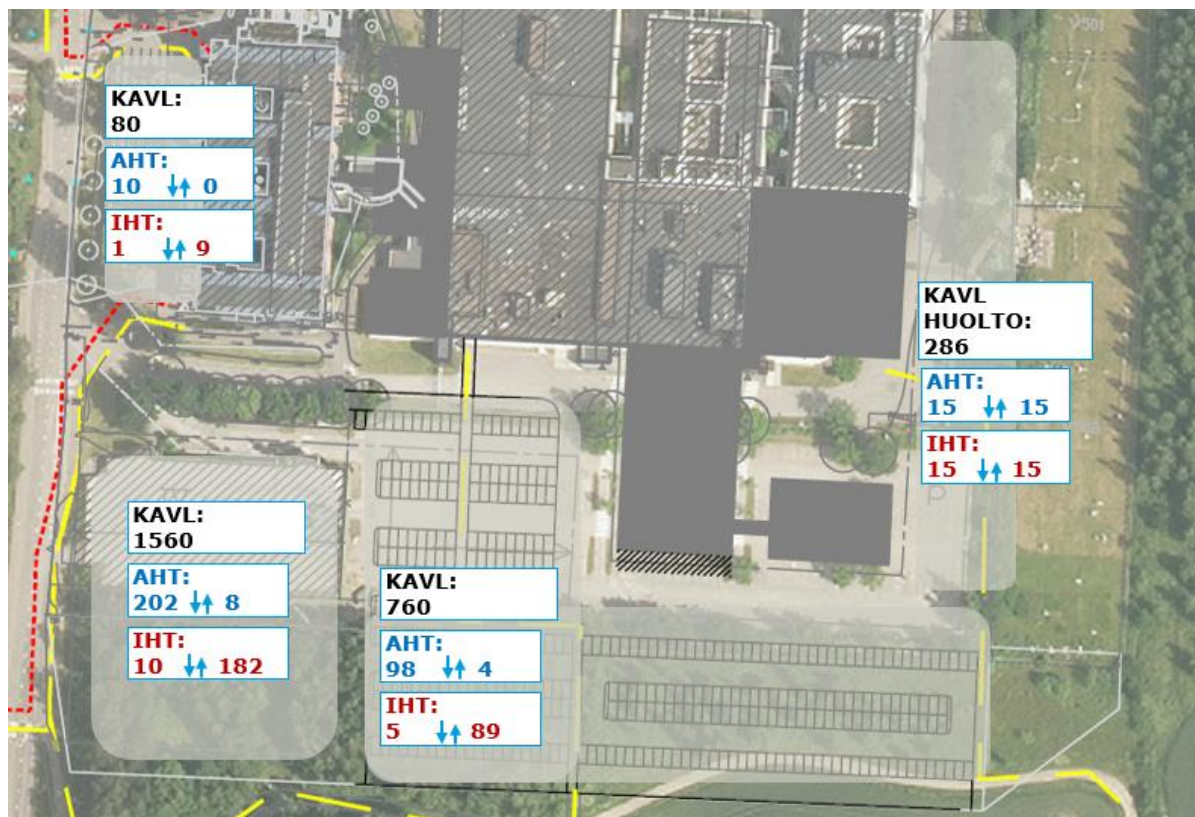 KAVL:
80
AHT:
10 ↓↑ 0
IHT:
1 ↓↑ 9
KAVL
HUOLTO:
286
AHT:
15 ↓↑ 15
IHT:
15 ↓↑ 15
P
KAVL:
1560
AHT:
202 ↓↑ 8
IHT:
10 ↓↑ 182
KAVL:
760
AHT:
98 ↓↑ 4
IHT:
5 ↓↑ 89